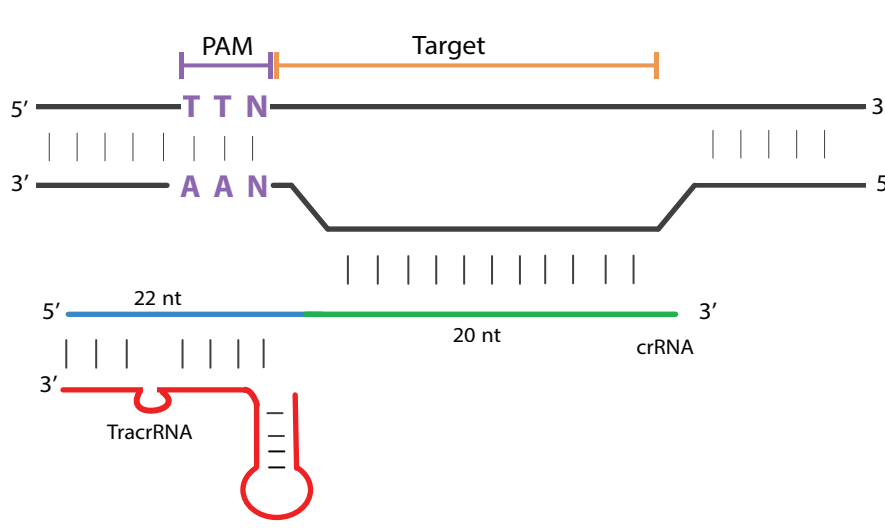 PAM
Target
5′ T T N 3
3′ A A N 5
22 nt
5′ 3′
20 nt
crRNA
3′
TracrRNA